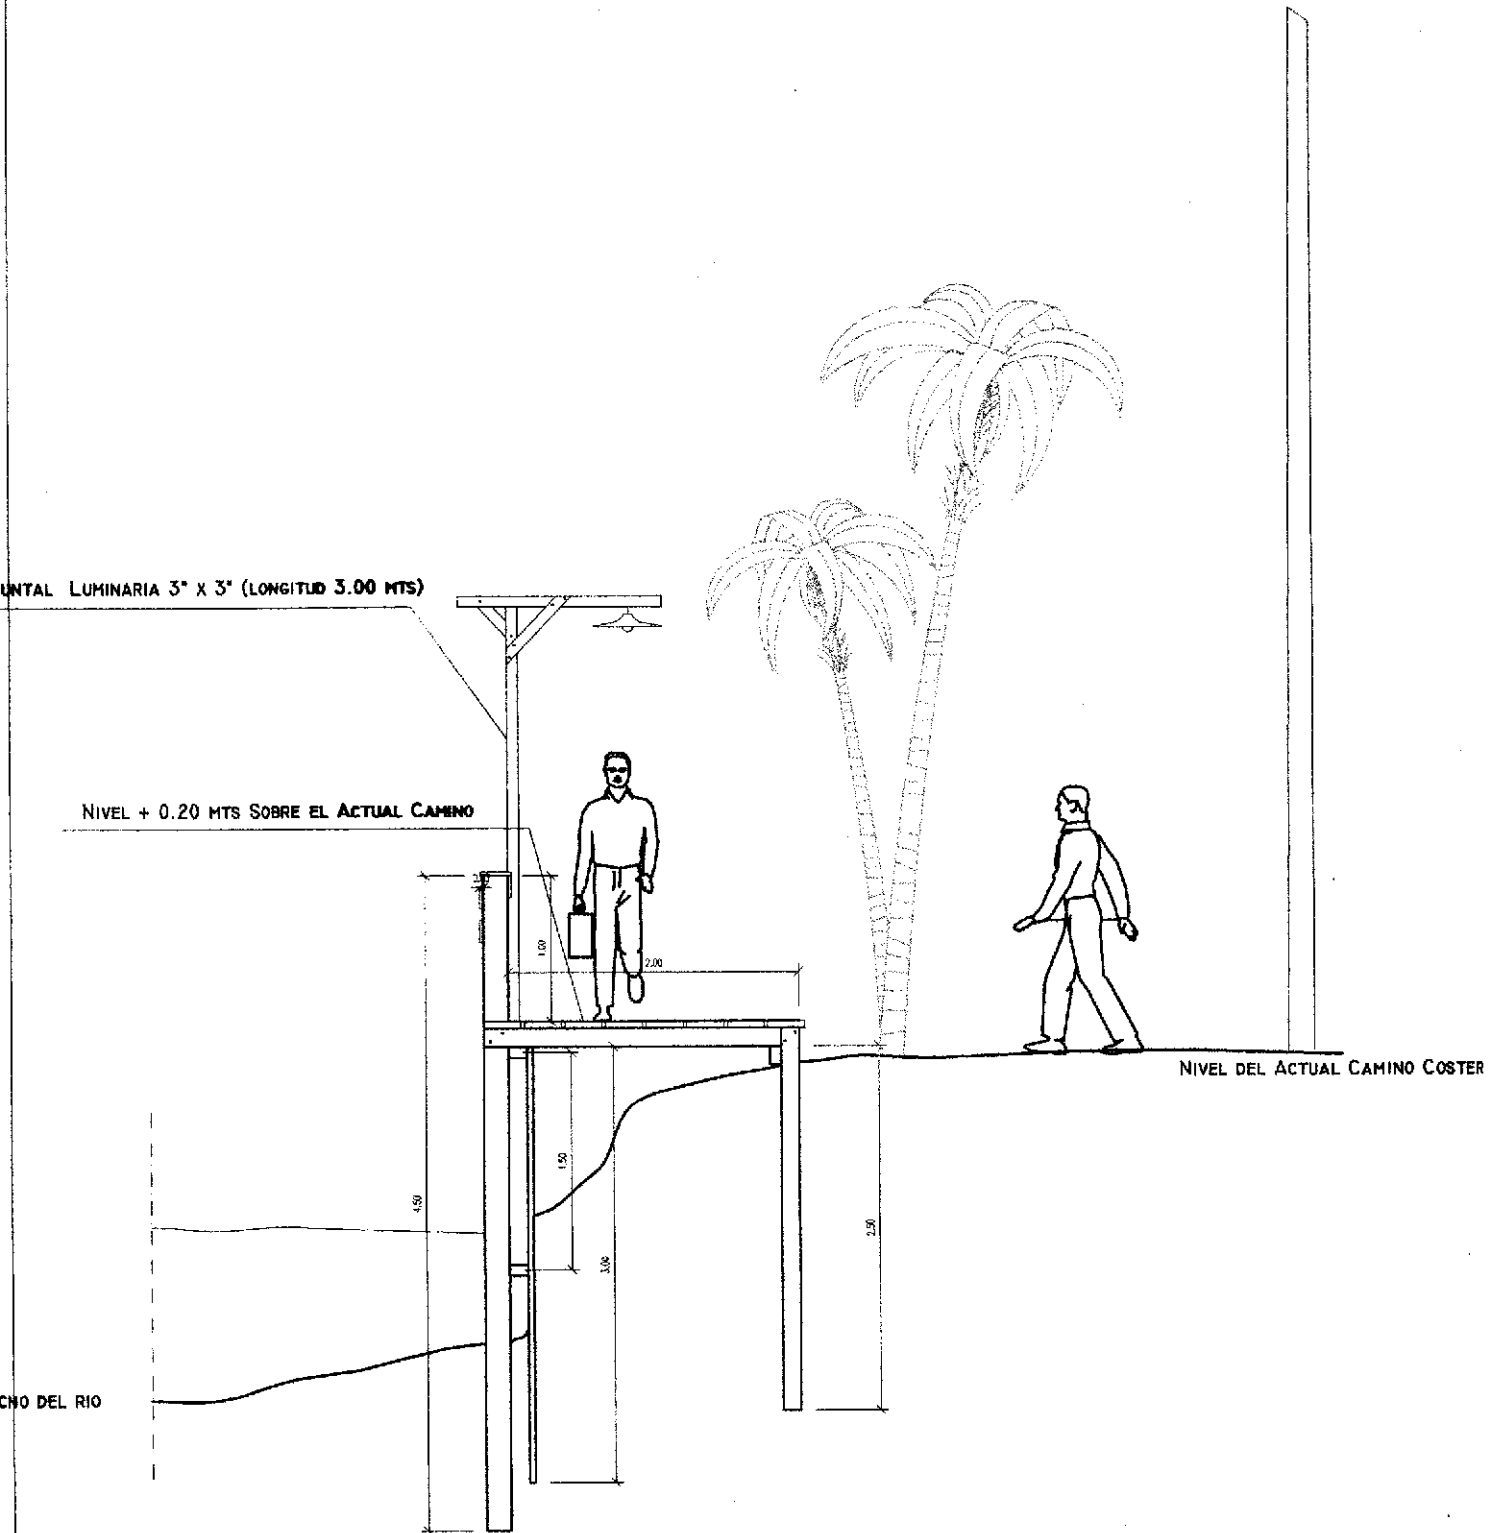 UNTAL LUMINARIA 3" X 3" (LONGITUD 3.00 MTS)
NIVEL + 0.20 MTS SOBRE EL ACTUAL CAMINO
1.00
2.00
NIVEL DEL ACTUAL CAMINO COSTER
4.50
1.50
3.00
2.50
CHO DEL RIO